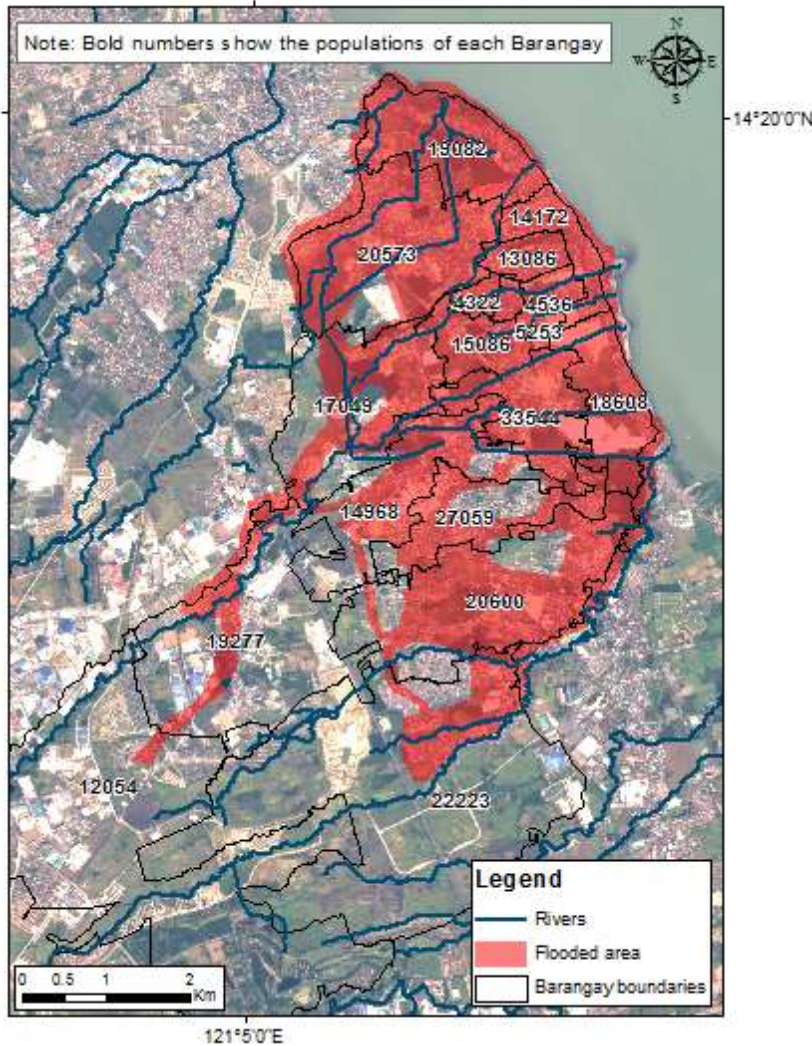 Note: Bold numbers show the populations of each Barangay
N
W E
S
14°20'0"N
19082
14172
20573
13086
4322 4536
5253
15086
17049
18608
33544
14968
27059
20600
19277
12054
22223
Legend
Rivers
Flooded area
Barangay boundaries
0 0.5 1 2
Km
121°5'0"E